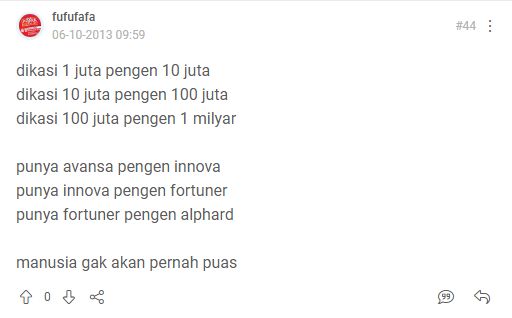 fufufafa
06-10-2013 09:59
#44
dikasi 1 juta pengen 10 juta
dikasi 10 juta pengen 100 juta
dikasi 100 juta pengen 1 milyar
punya avansa pengen innova
punya innova pengen fortuner
punya fortuner pengen alphard
manusia gak akan pernah puas
0